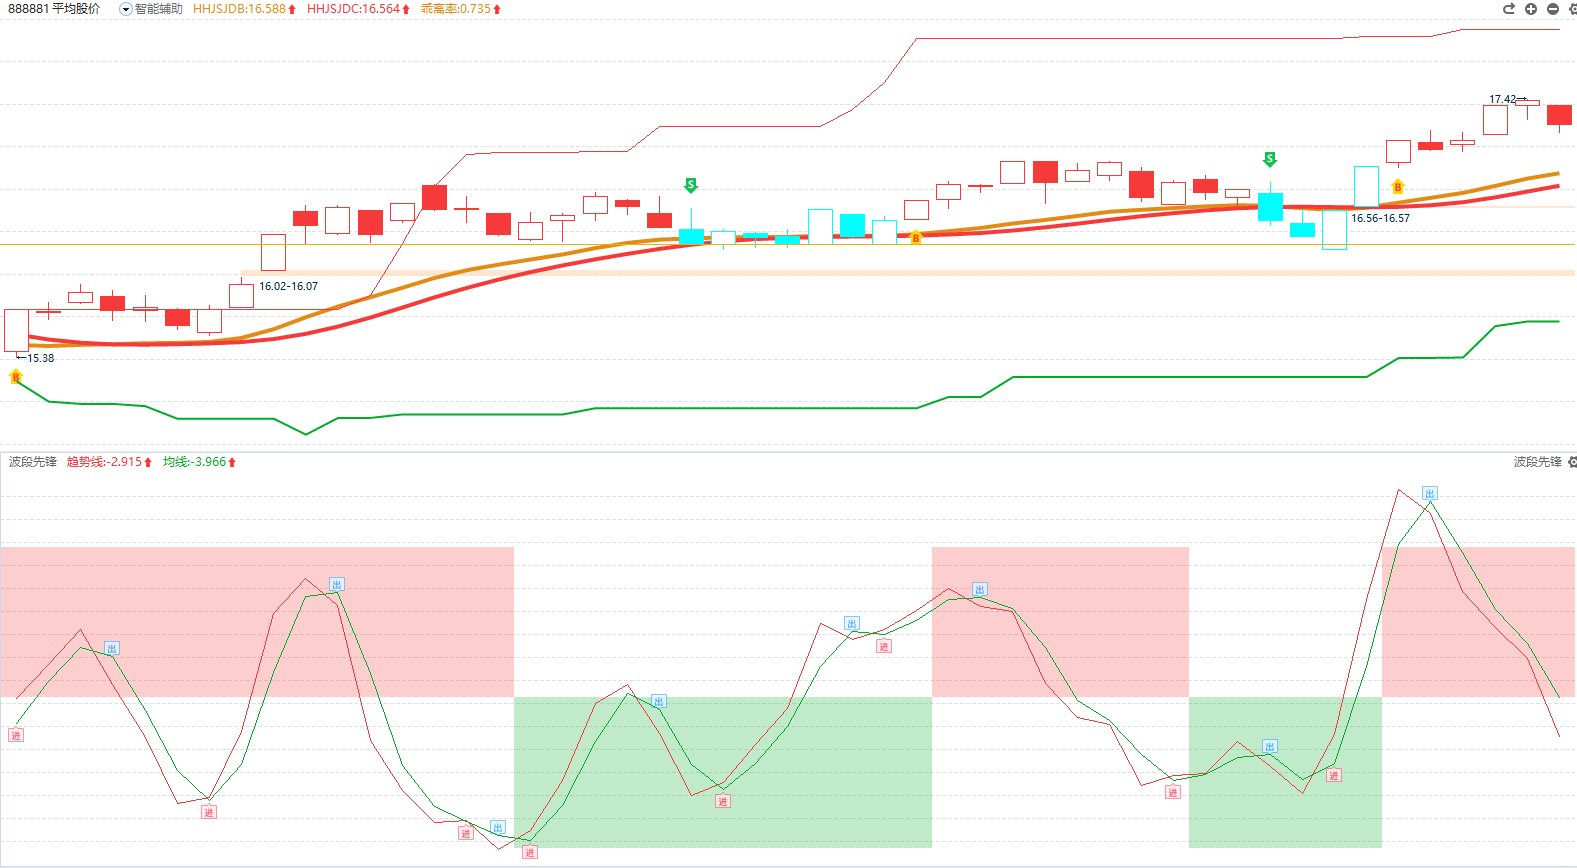 888881 平均股价 智能辅助 HHJSJDB:16.588 HHJSJDC:16.564 乖离率:0.735
17.42
S
S
B
16.56-16.57
B
16.02-16.07
15.38
B
波段先锋 趋势线:-2.915 均线:-3.966 波段先锋
出
出
出
出
出
出
进
进
出
进
进
进
进
出
进
出
进